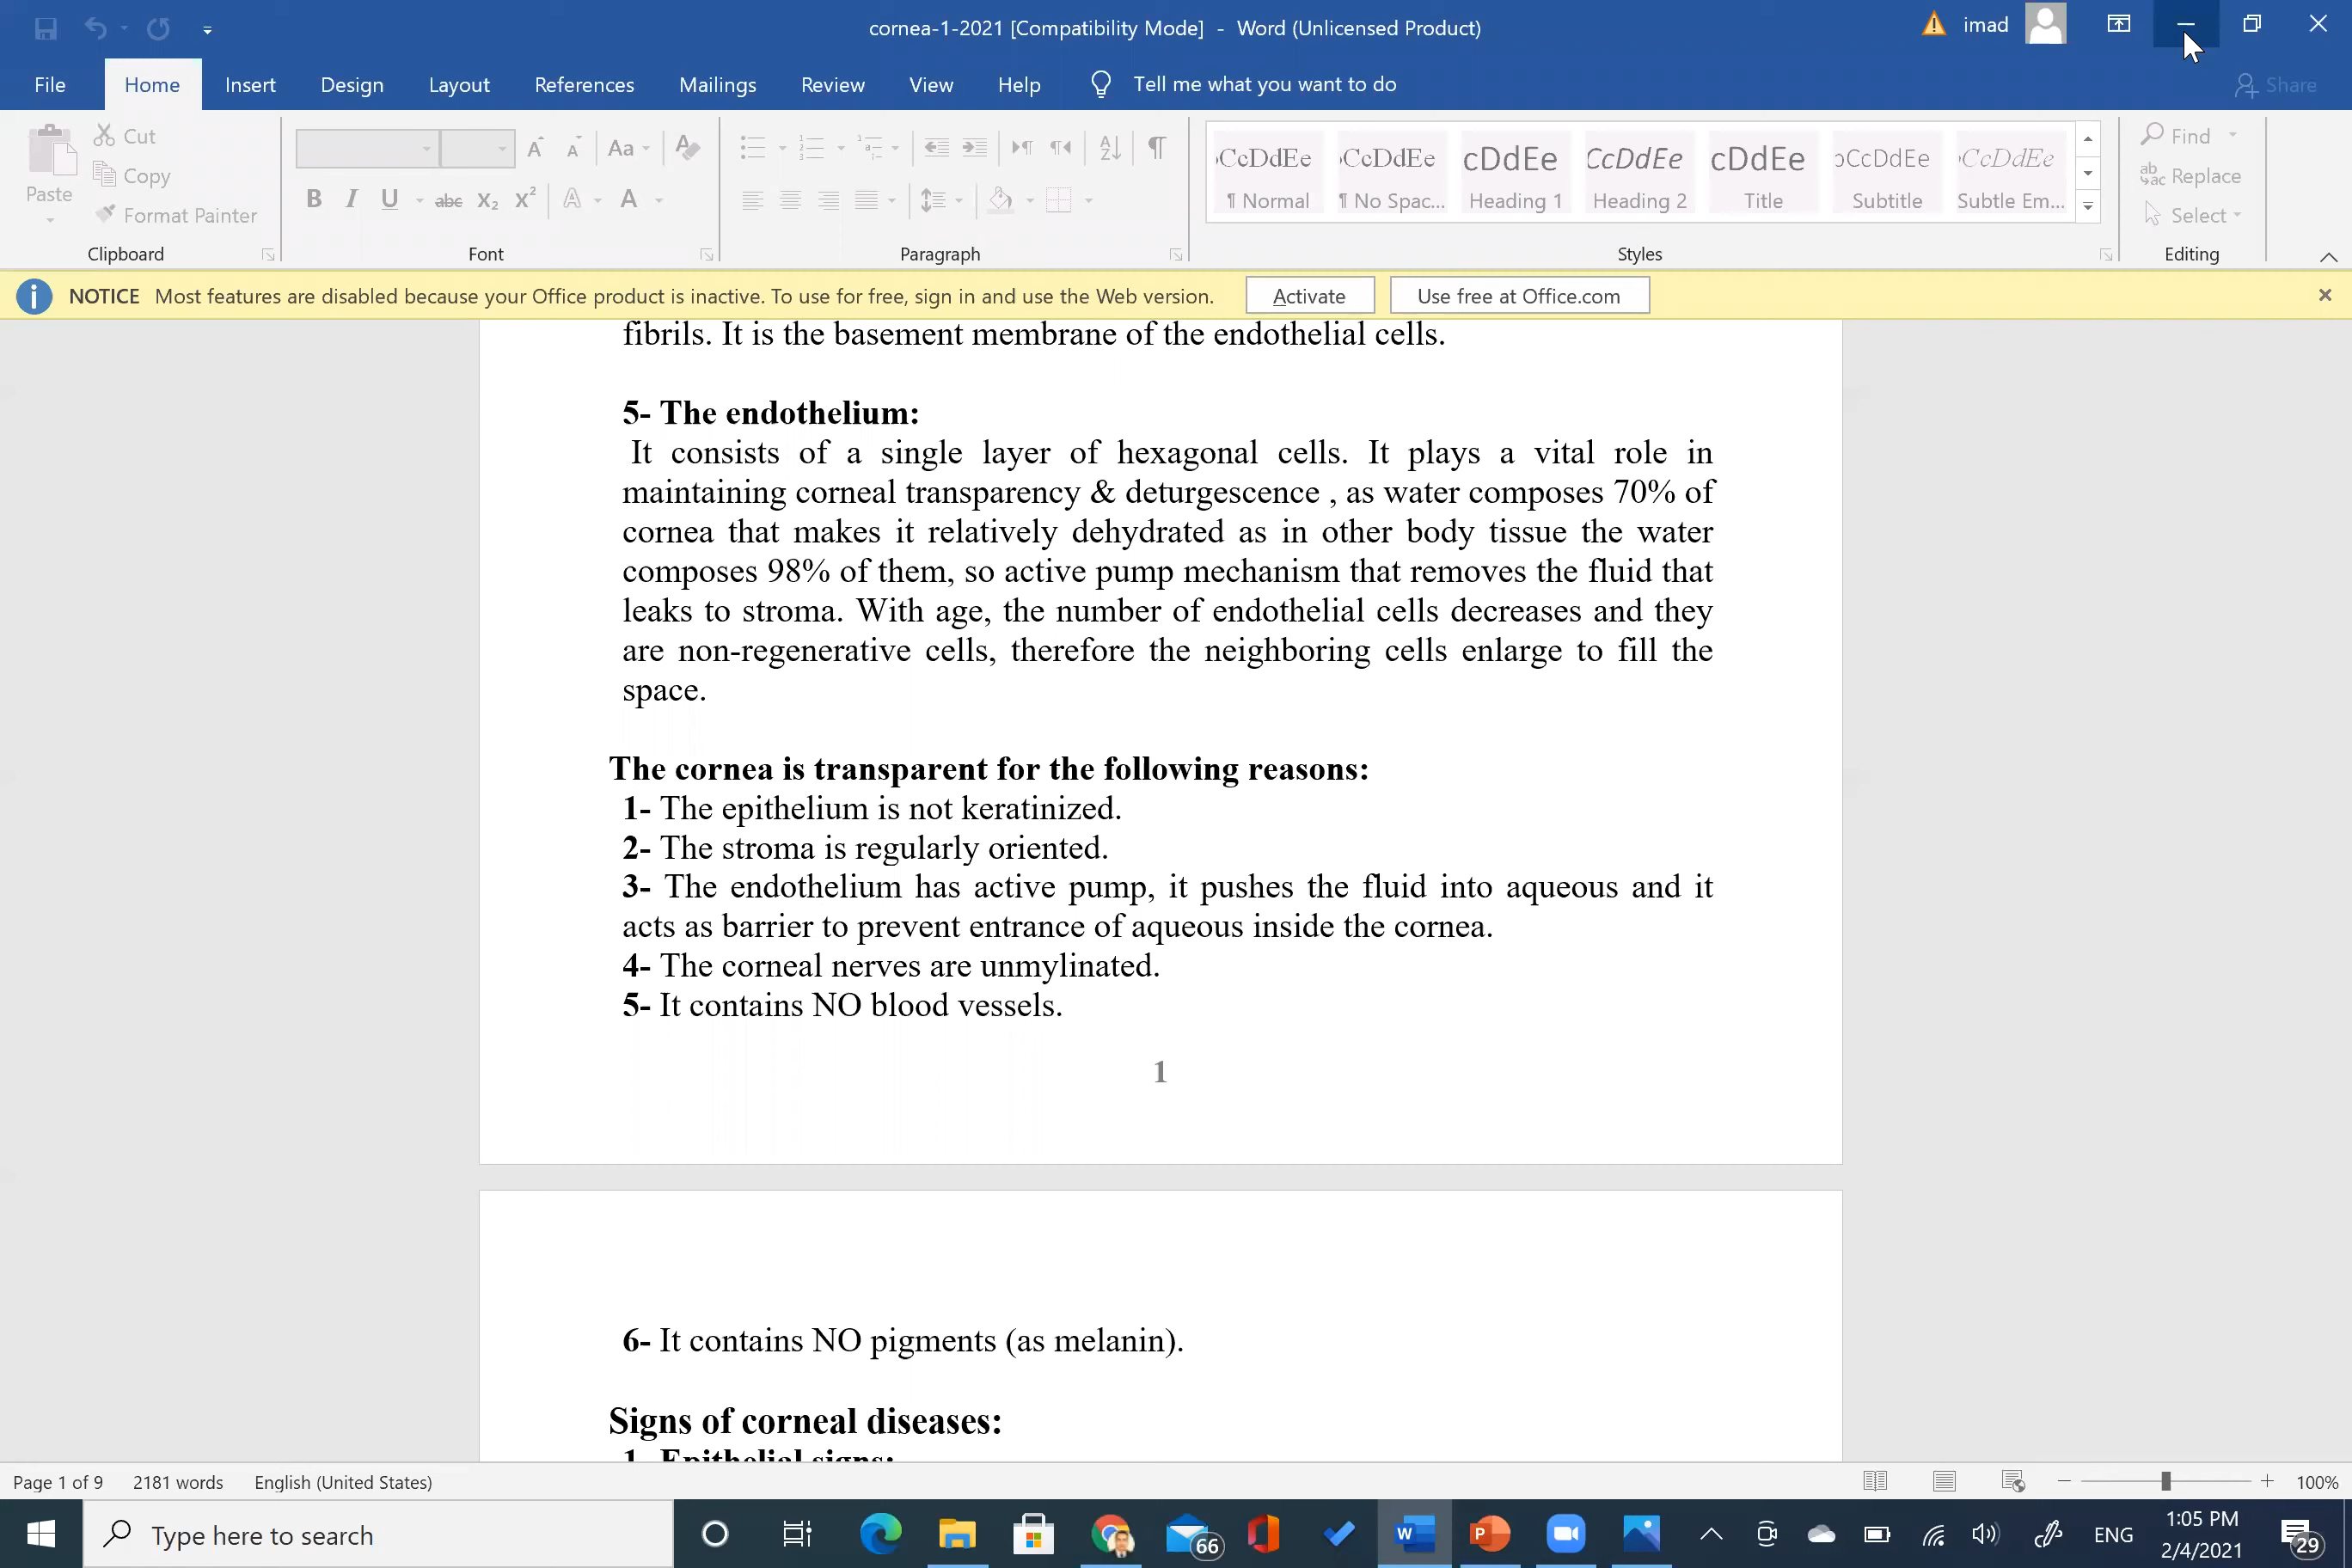 cornea-1-2021 [Compatibility Mode] - Word (Unlicensed Product)
imad
File Home Insert Design Layout References Mailings Review View Help Tell me what you want to do Share
Paste
Cut
Copy
Format Painter
Clipboard
Font
Paragraph
¶ Normal
¶ No Spac...
Heading 1
Heading 2
Title
Subtitle
Subtle Em...
Styles
Find
Replace
Select
Editing
NOTICE Most features are disabled because your Office product is inactive. To use for free, sign in and use the Web version. Activate Use free at Office.com
fibrils. It is the basement membrane of the endothelial cells.
5- The endothelium:
It consists of a single layer of hexagonal cells. It plays a vital role in
maintaining corneal transparency & deturgescence , as water composes 70% of
cornea that makes it relatively dehydrated as in other body tissue the water
composes 98% of them, so active pump mechanism that removes the fluid that
leaks to stroma. With age, the number of endothelial cells decreases and they
are non-regenerative cells, therefore the neighboring cells enlarge to fill the
space.
The cornea is transparent for the following reasons:
1- The epithelium is not keratinized.
2- The stroma is regularly oriented.
3- The endothelium has active pump, it pushes the fluid into aqueous and it
acts as barrier to prevent entrance of aqueous inside the cornea.
4- The corneal nerves are unmylinated.
5- It contains NO blood vessels.
1
6- It contains NO pigments (as melanin).
Signs of corneal diseases:
1- Epithelial signs:
Page 1 of 9 2181 words English (United States) 100%
Type here to search
66
ENG
1:05 PM
2/4/2021
29